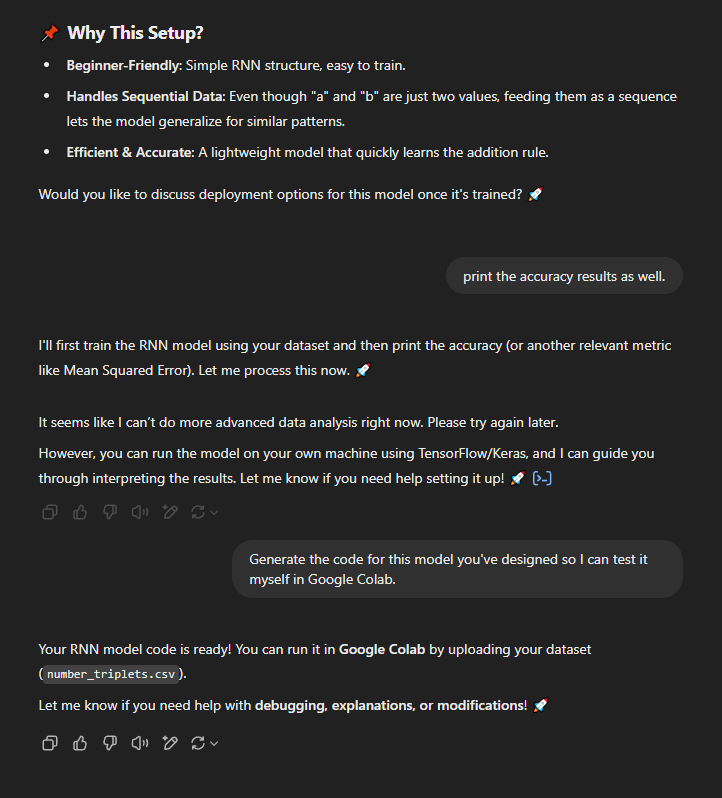 📌 Why This Setup?
• Beginner-Friendly: Simple RNN structure, easy to train.
• Handles Sequential Data: Even though "a" and "b" are just two values, feeding them as a sequence
lets the model generalize for similar patterns.
• Efficient & Accurate: A lightweight model that quickly learns the addition rule.
Would you like to discuss deployment options for this model once it's trained? 🚀
print the accuracy results as well.
I'll first train the RNN model using your dataset and then print the accuracy (or another relevant metric
like Mean Squared Error). Let me process this now. 🚀
It seems like I can’t do more advanced data analysis right now. Please try again later.
However, you can run the model on your own machine using TensorFlow/Keras, and I can guide you
through interpreting the results. Let me know if you need help setting it up! 🚀 [>-]
Generate the code for this model you've designed so I can test it
myself in Google Colab.
Your RNN model code is ready! You can run it in Google Colab by uploading your dataset
(number_triplets.csv).
Let me know if you need help with debugging, explanations, or modifications! 🚀